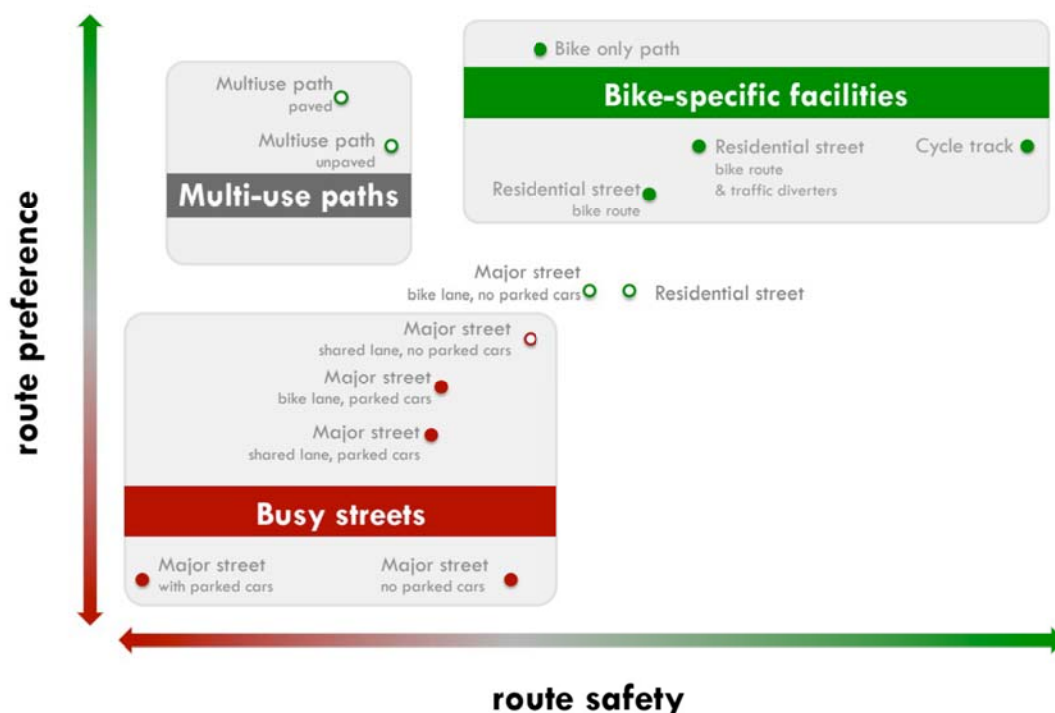 Bike only path
Multiuse path
paved
Bike-specific facilities
Multiuse path
unpaved
Residential street
bike route
& traffic diverters
Cycle track
Multi-use paths
Residential street
bike route
Major street
bike lane, no parked cars
Residential street
Major street
shared lane, no parked cars
Major street
bike lane, parked cars
Major street
shared lane, parked cars
Busy streets
Major street
with parked cars
Major street
no parked cars
route preference
route safety